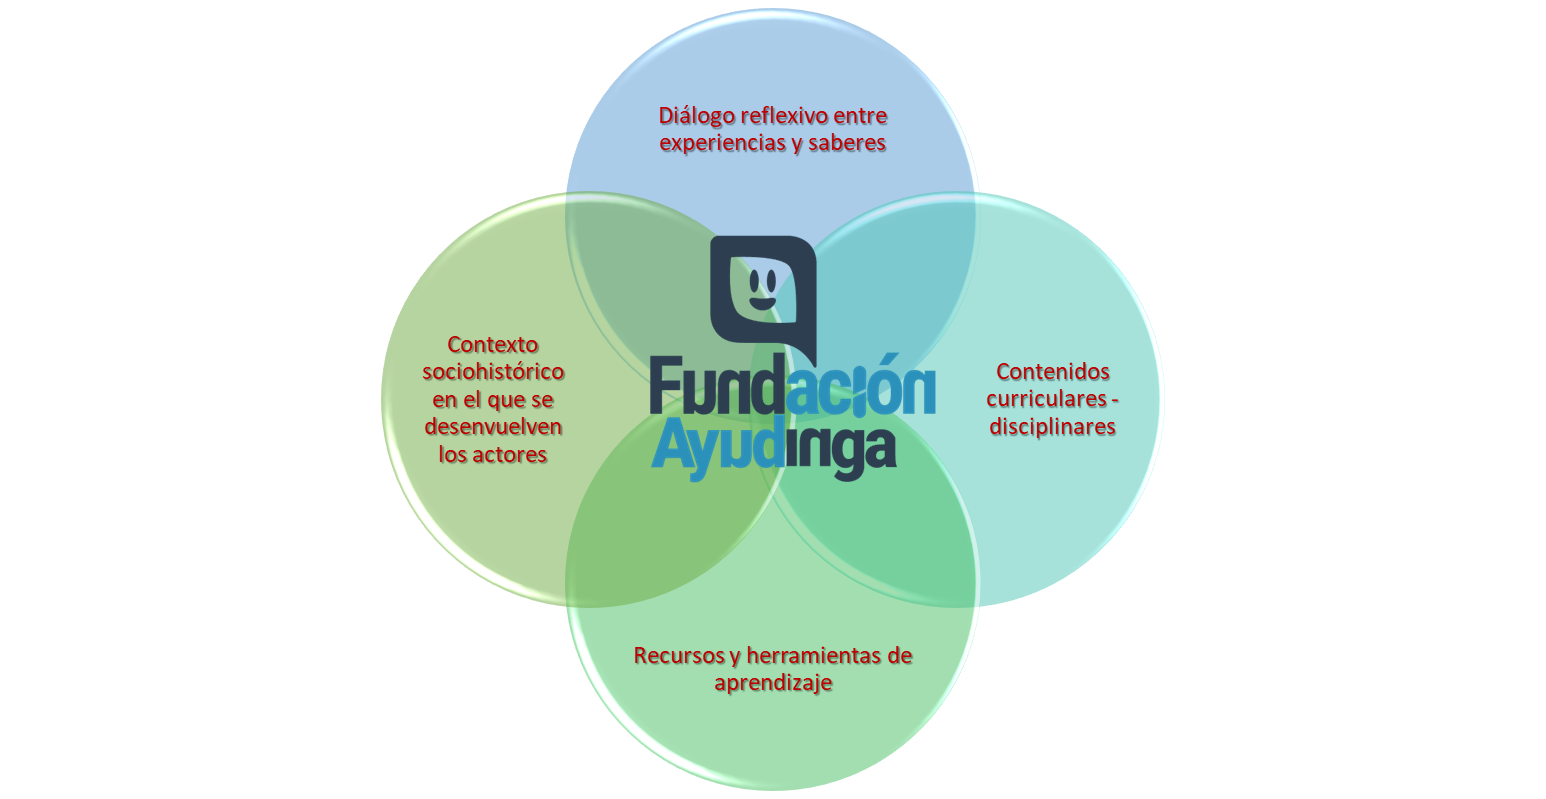 Diálogo reflexivo entre
experiencias y saberes
Contexto
sociohistórico
en el que se
desenvuelven
los actores
Fundación
Ayudinga
Contenidos
curriculares -
disciplinares
Recursos y herramientas de
aprendizaje